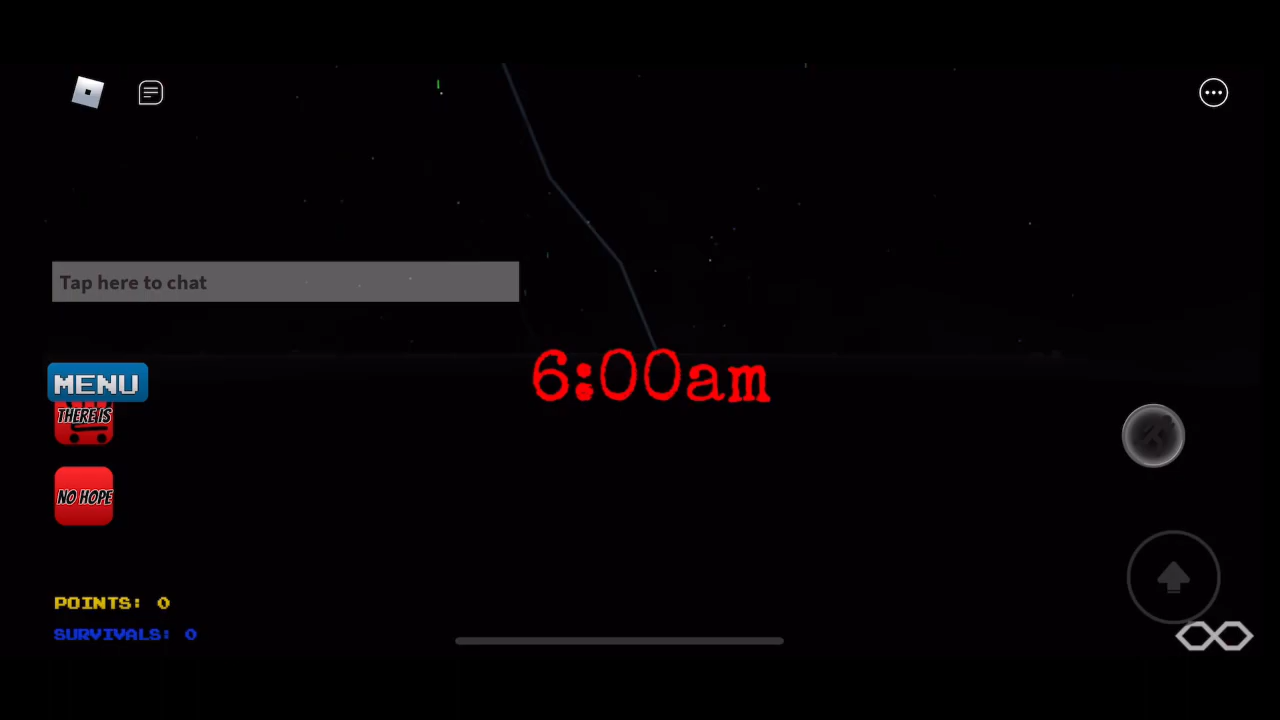 Tap here to chat
6:00am
MENU
THERE IS
NO HOPE
POINTS: 0
SURVIVALS: 0